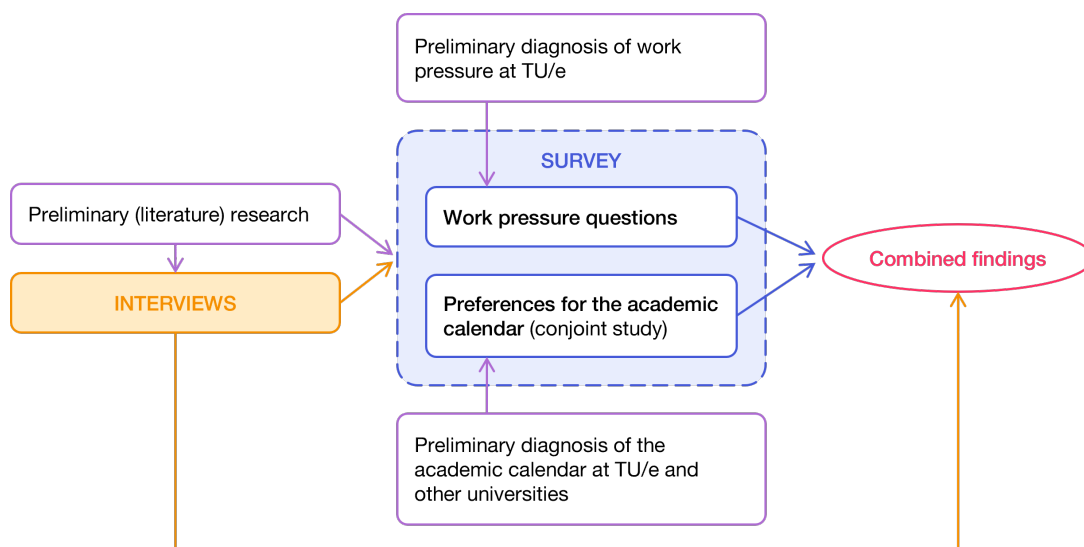 Preliminary diagnosis of work
pressure at TU/e
SURVEY
Preliminary (literature) research
Work pressure questions
Combined findings
INTERVIEWS
Preferences for the academic
calendar (conjoint study)
Preliminary diagnosis of the
academic calendar at TU/e and
other universities